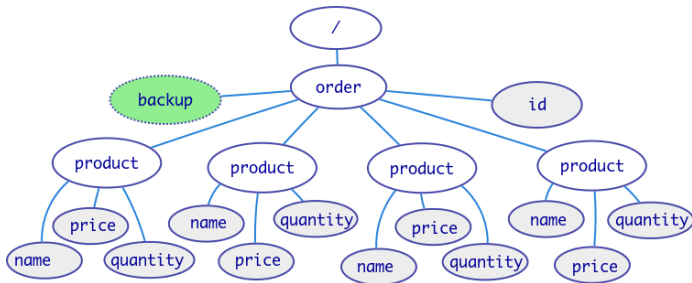 /
order
backup
id
product
product
product
product
name
price
quantity
name
price
quantity
name
price
quantity
name
price
quantity